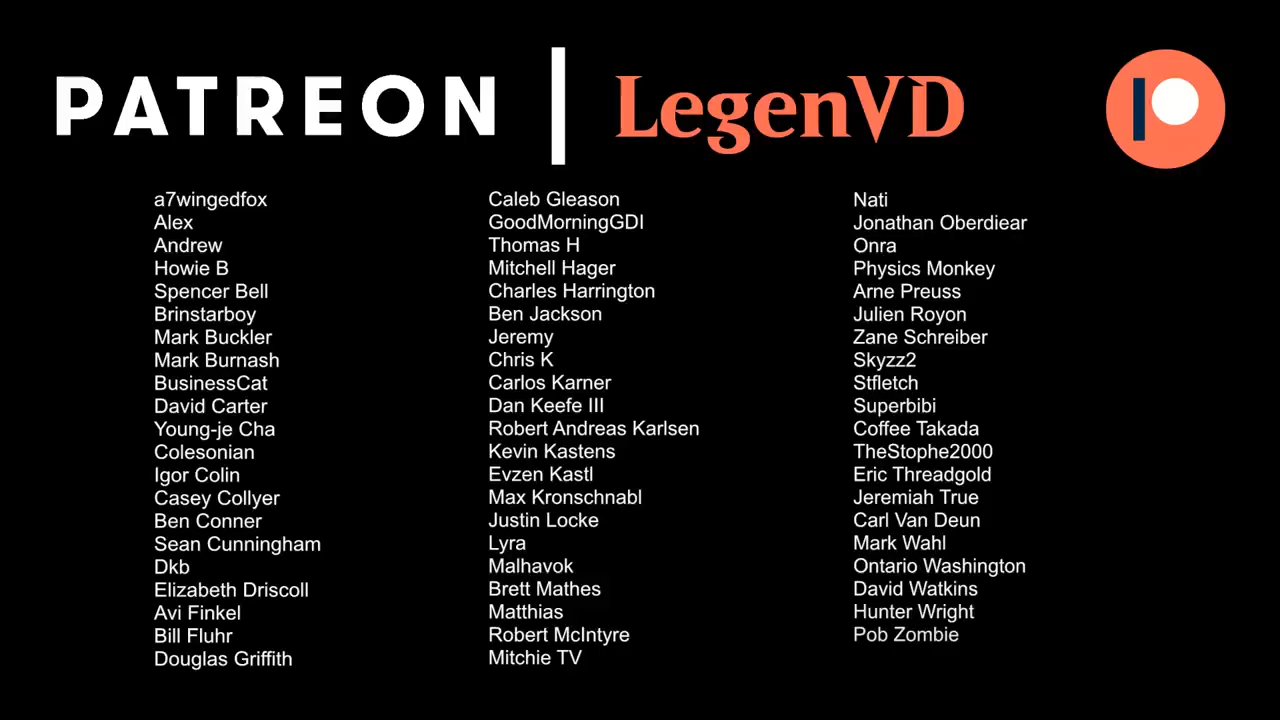 PATREON | LegenVD
a7wingedfox
Alex
Andrew
Howie B
Spencer Bell
Brinstarboy
Mark Buckler
Mark Burnash
BusinessCat
David Carter
Young-je Cha
Colesonian
Igor Colin
Casey Collyer
Ben Conner
Sean Cunningham
Dkb
Elizabeth Driscoll
Avi Finkel
Bill Fluhr
Douglas Griffith
Caleb Gleason
GoodMorningGDI
Thomas H
Mitchell Hager
Charles Harrington
Ben Jackson
Jeremy
Chris K
Carlos Karner
Dan Keefe III
Robert Andreas Karlsen
Kevin Kastens
Evzen Kastl
Max Kronschnabl
Justin Locke
Lyra
Malhavok
Brett Mathes
Matthias
Robert McIntyre
Mitchie TV
Nati
Jonathan Oberdiear
Onra
Physics Monkey
Arne Preuss
Julien Royon
Zane Schreiber
Skyzz2
Stfletch
Superbibi
Coffee Takada
TheStophe2000
Eric Threadgold
Jeremiah True
Carl Van Deun
Mark Wahl
Ontario Washington
David Watkins
Hunter Wright
Pob Zombie